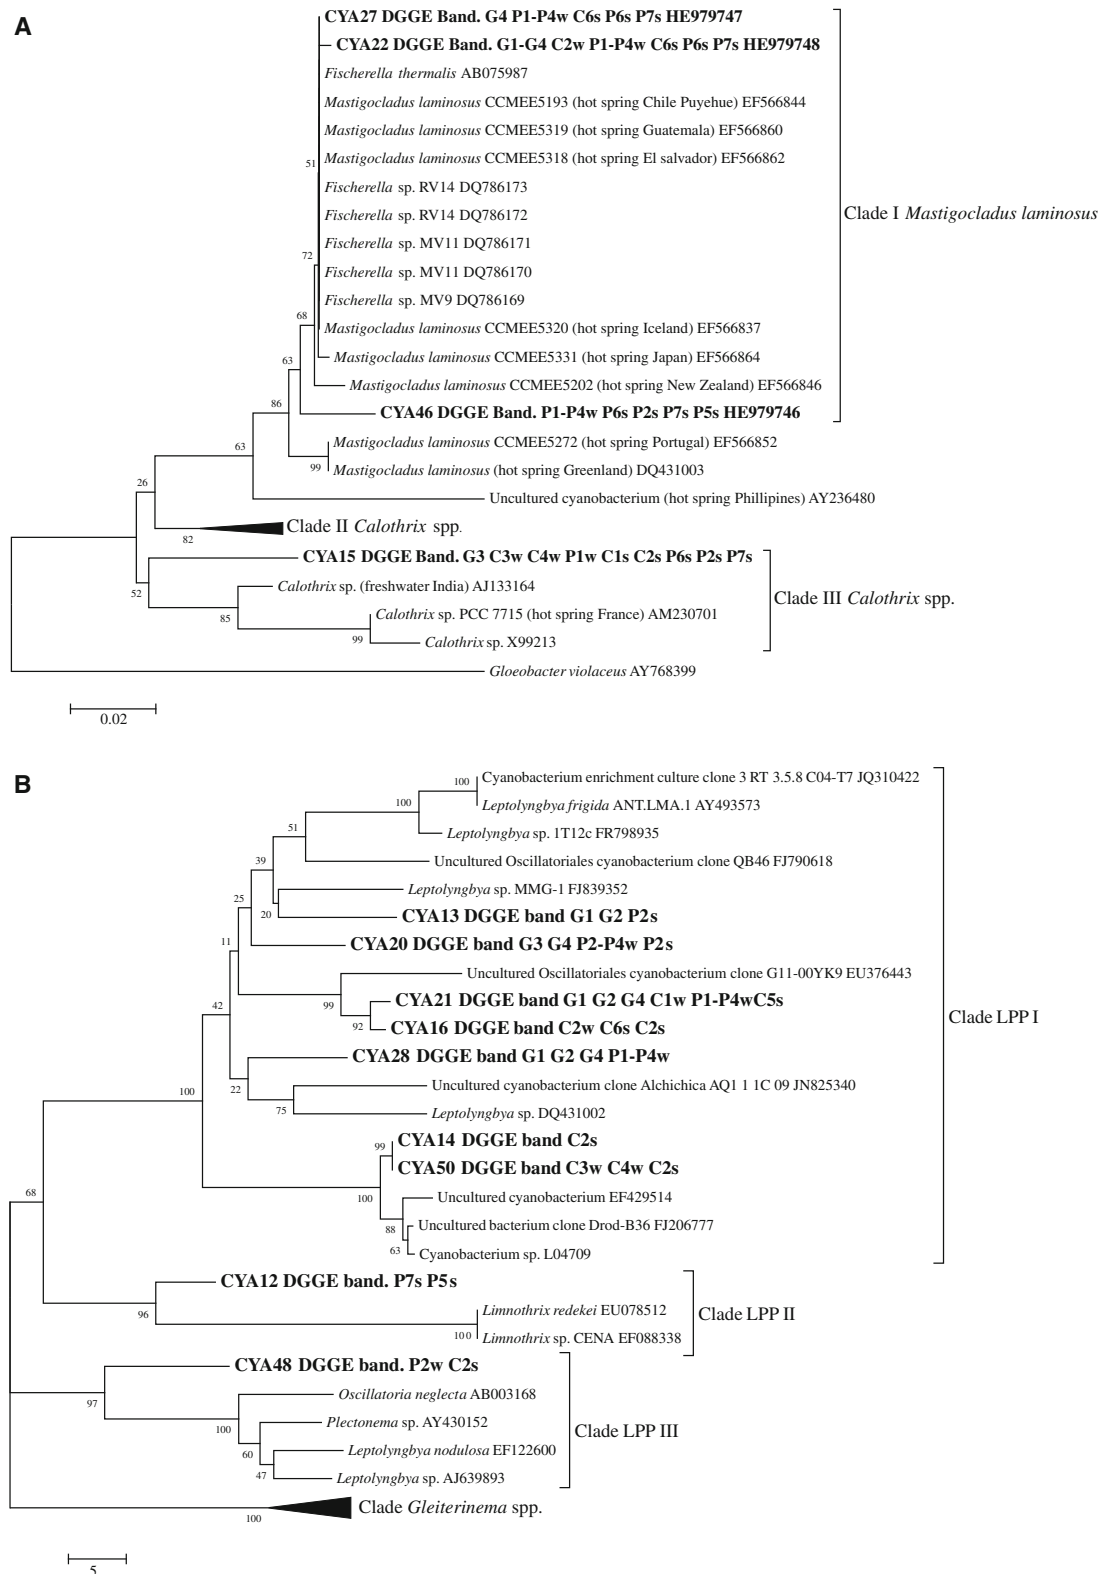 A
CYA27 DGGE Band. G4 P1-P4w C6s P6s P7s HE979747
CYA22 DGGE Band. G1-G4 C2w P1-P4w C6s P6s P7s HE979748
Fischerella thermalis AB075987
Mastigocladus laminosus CCMEE5193 (hot spring Chile Puyehue) EF566844
Mastigocladus laminosus CCMEE5319 (hot spring Guatemala) EF566860
Mastigocladus laminosus CCMEE5318 (hot spring El salvador) EF566862
51
Fischerella sp. RV14 DQ786173
Fischerella sp. RV14 DQ786172
Clade I Mastigocladus laminosus
Fischerella sp. MV11 DQ786171
72
Fischerella sp. MV11 DQ786170
Fischerella sp. MV9 DQ786169
68
Mastigocladus laminosus CCMEE5320 (hot spring Iceland) EF566837
Mastigocladus laminosus CCMEE5331 (hot spring Japan) EF566864
63
Mastigocladus laminosus CCMEE5202 (hot spring New Zealand) EF566846
86
CYA46 DGGE Band. P1-P4w P6s P2s P7s P5s HE979746
63
Mastigocladus laminosus CCMEE5272 (hot spring Portugal) EF566852
99
Mastigocladus laminosus (hot spring Greenland) DQ431003
26
Uncultured cyanobacterium (hot spring Phillipines) AY236480
82
Clade II Calothrix spp.
CYA15 DGGE Band. G3 C3w C4w P1w C1s C2s P6s P2s P7s
52
Calothrix sp. (freshwater India) AJ133164
Clade III Calothrix spp.
85
Calothrix sp. PCC 7715 (hot spring France) AM230701
99
Calothrix sp. X99213
Gloeobacter violaceus AY768399
0.02
B
100
Cyanobacterium enrichment culture clone 3 RT 3.5.8 C04-T7 JQ310422
100
Leptolyngbya frigida ANT.LMA.1 AY493573
51
Leptolyngbya sp. 1T12c FR798935
39
Uncultured Oscillatoriales cyanobacterium clone QB46 FJ790618
25
Leptolyngbya sp. MMG-1 FJ839352
20
CYA13 DGGE band G1 G2 P2s
11
CYA20 DGGE band G3 G4 P2-P4w P2s
Uncultured Oscillatoriales cyanobacterium clone G11-00YK9 EU376443
99
CYA21 DGGE band G1 G2 G4 C1w P1-P4wC5s
42
92
CYA16 DGGE band C2w C6s C2s
Clade LPP I
CYA28 DGGE band G1 G2 G4 P1-P4w
22
Uncultured cyanobacterium clone Alchichica AQ1 1 1C 09 JN825340
100
75
Leptolyngbya sp. DQ431002
99
CYA14 DGGE band C2s
CYA50 DGGE band C3w C4w C2s
68
100
Uncultured cyanobacterium EF429514
88
Uncultured bacterium clone Drod-B36 FJ206777
63
Cyanobacterium sp. L04709
CYA12 DGGE band. P7s P5s
96
Limnothrix redekei EU078512
Clade LPP II
100
Limnothrix sp. CENA EF088338
CYA48 DGGE band. P2w C2s
97
Oscillatoria neglecta AB003168
100
Plectonema sp. AY430152
Clade LPP III
60
Leptolyngbya nodulosa EF122600
47
Leptolyngbya sp. AJ639893
100
Clade Gleiterinema spp.
5